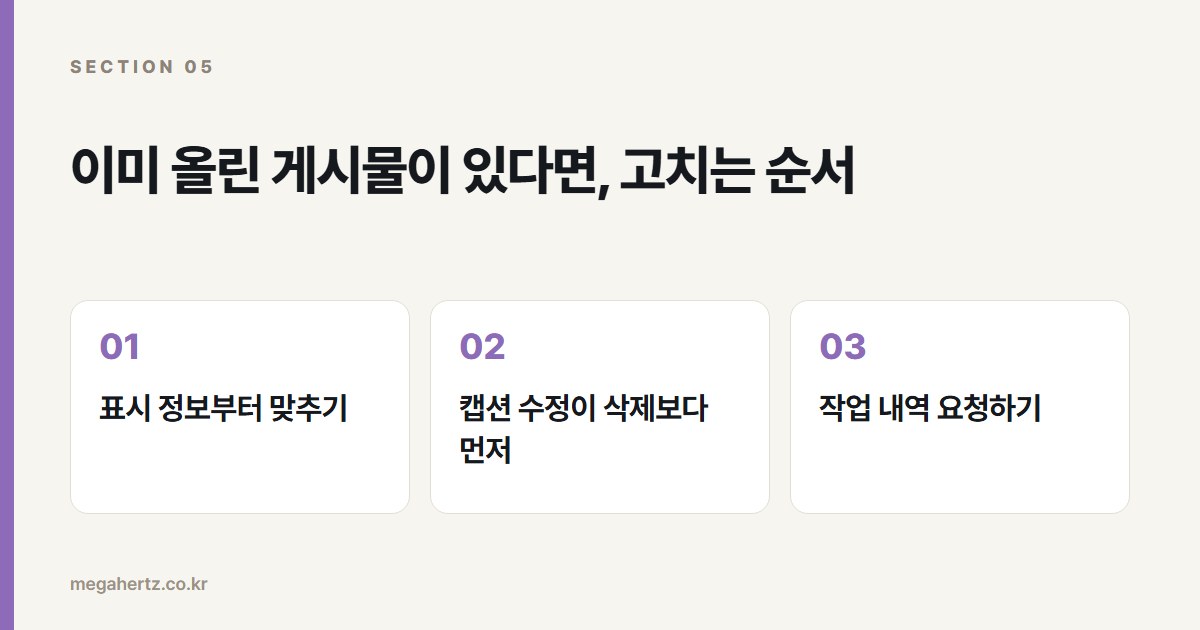 SECTION 05
이미 올린 게시물이 있다면, 고치는 순서
01
표시 정보부터 맞추기
02
캡션 수정이 삭제보다
먼저
03
작업 내역 요청하기
megahertz.co.kr